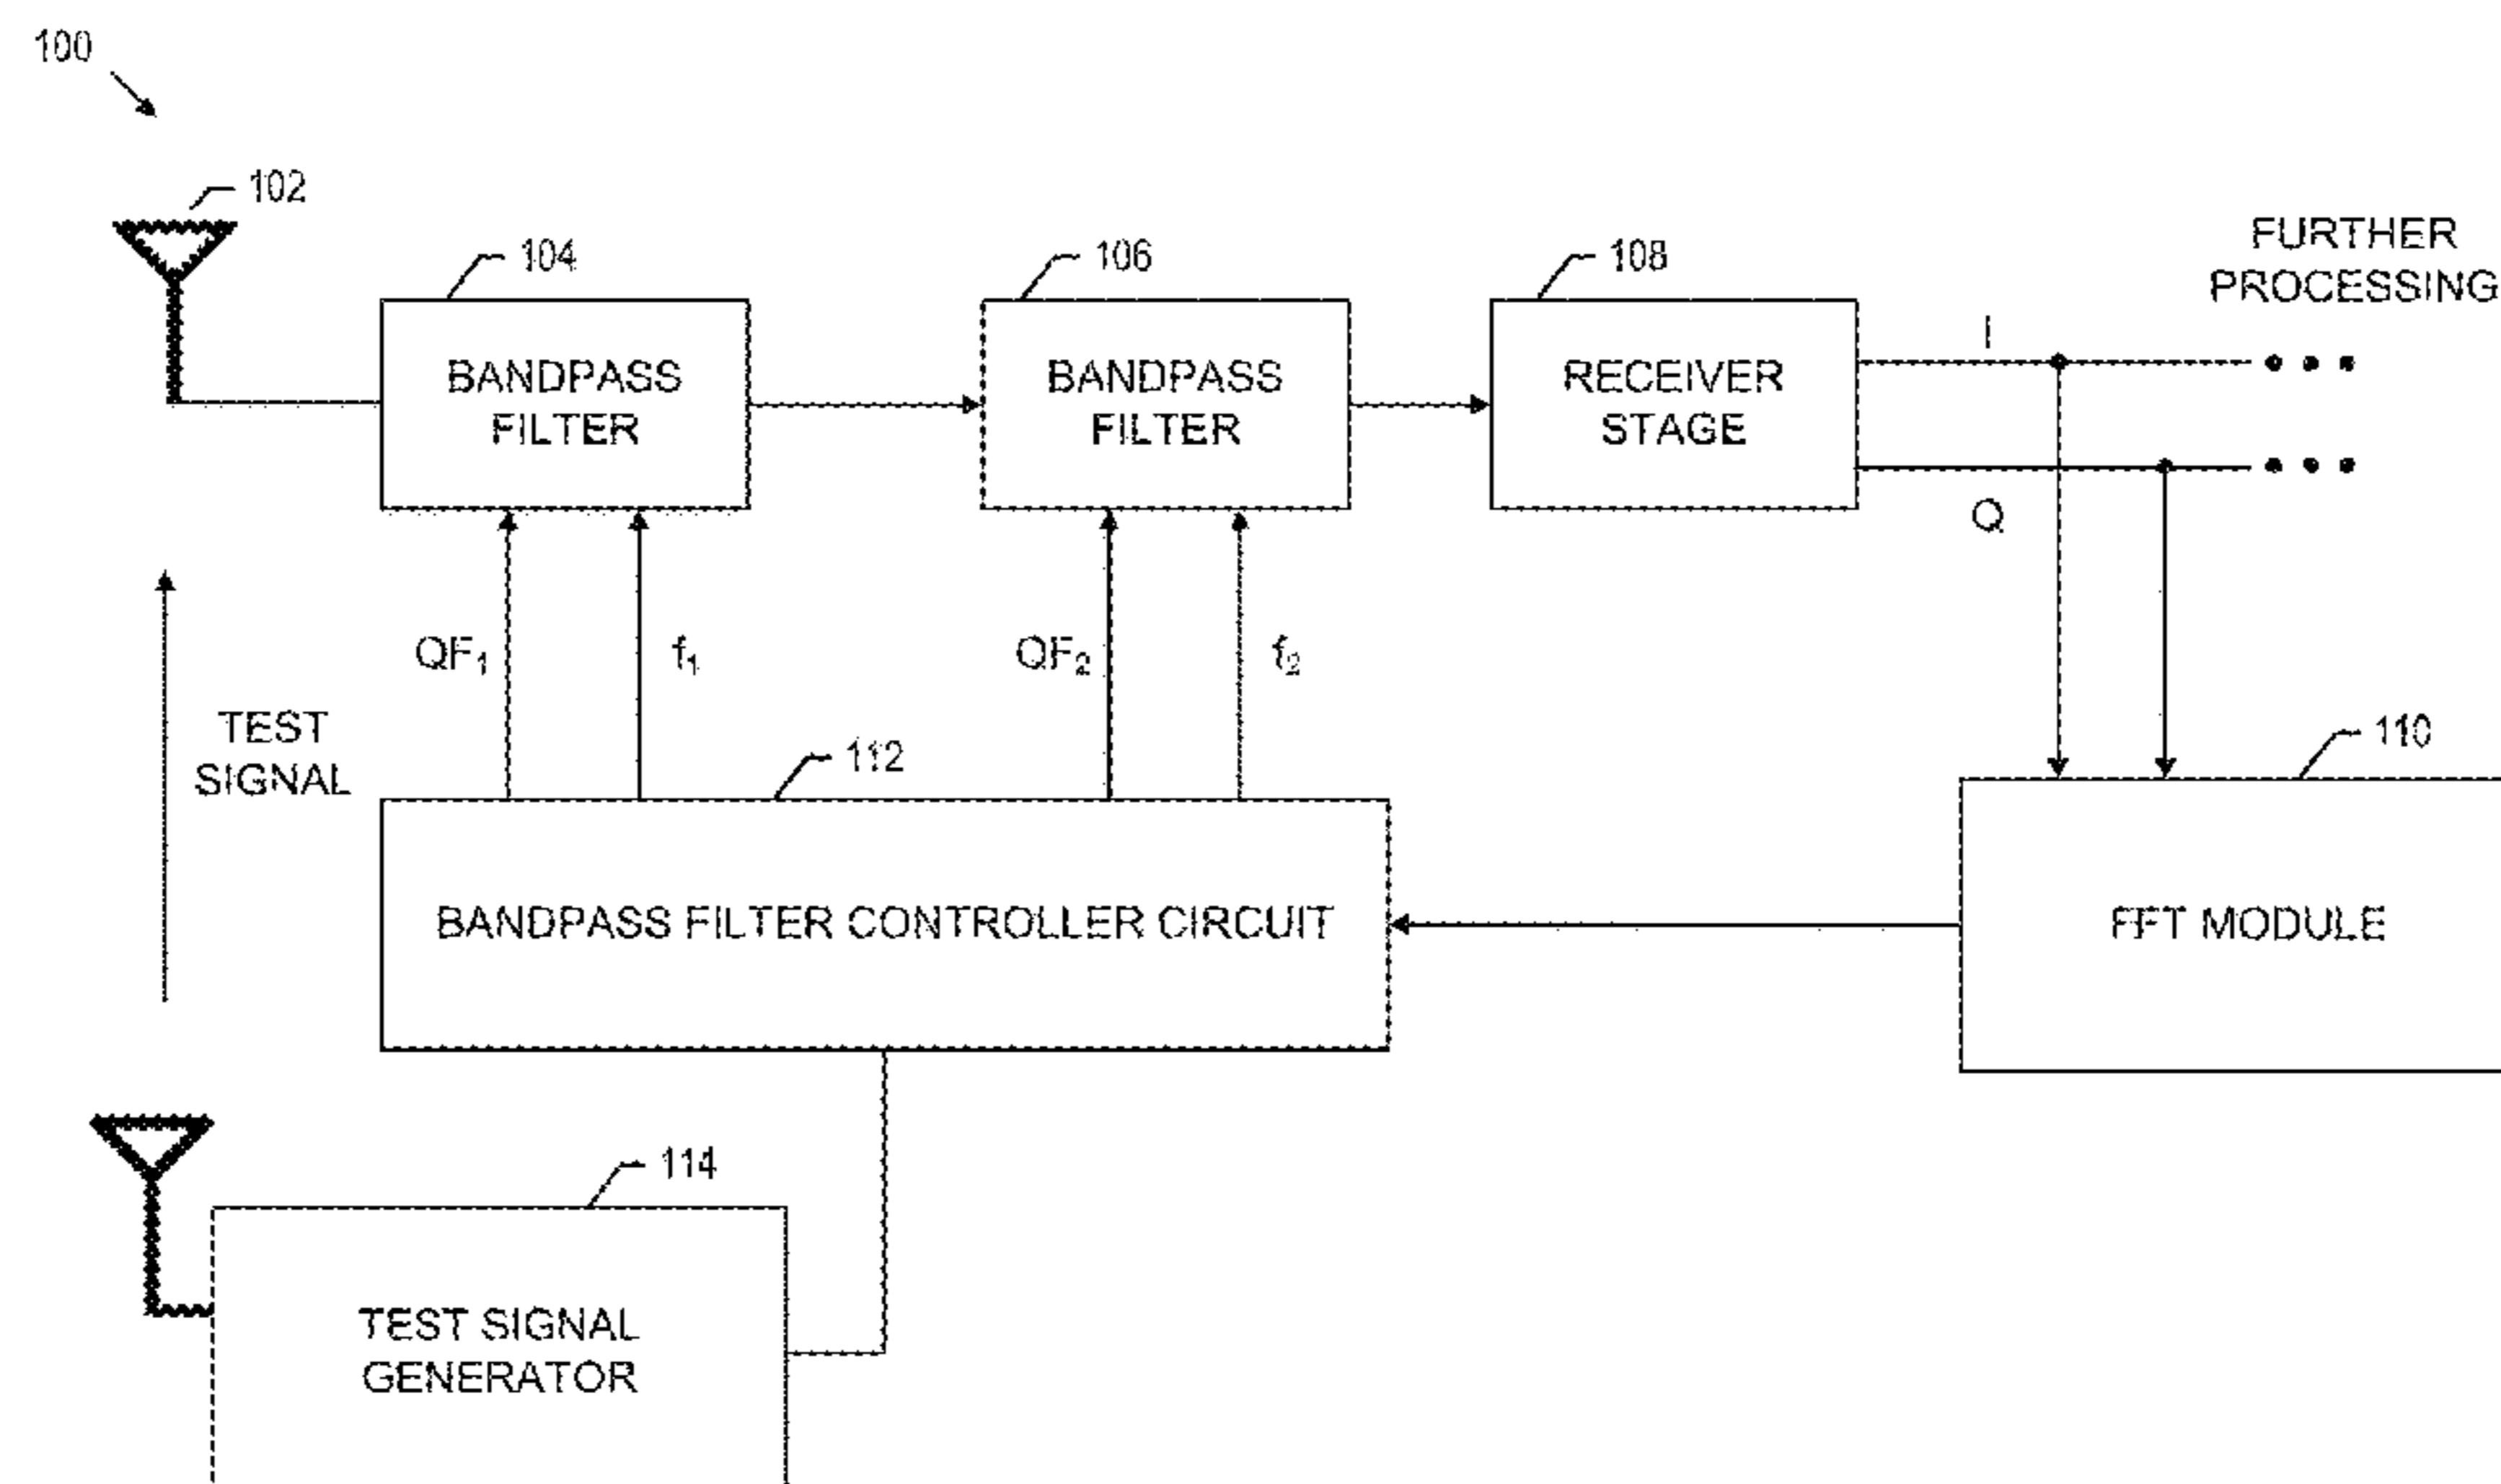 100
102
104
106
108
FURTHER
PROCESSING
I
BANDPASS
FILTER
BANDPASS
FILTER
RECEIVER
STAGE
Q
QF₁
f₁
QF₂
f₂
TEST
SIGNAL
112
110
BANDPASS FILTER CONTROLLER CIRCUIT
FFT MODULE
114
TEST SIGNAL
GENERATOR